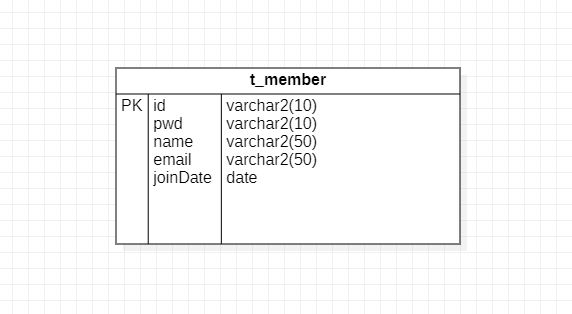 t_member
PK id varchar2(10)
pwd varchar2(10)
name varchar2(50)
email varchar2(50)
joinDate date